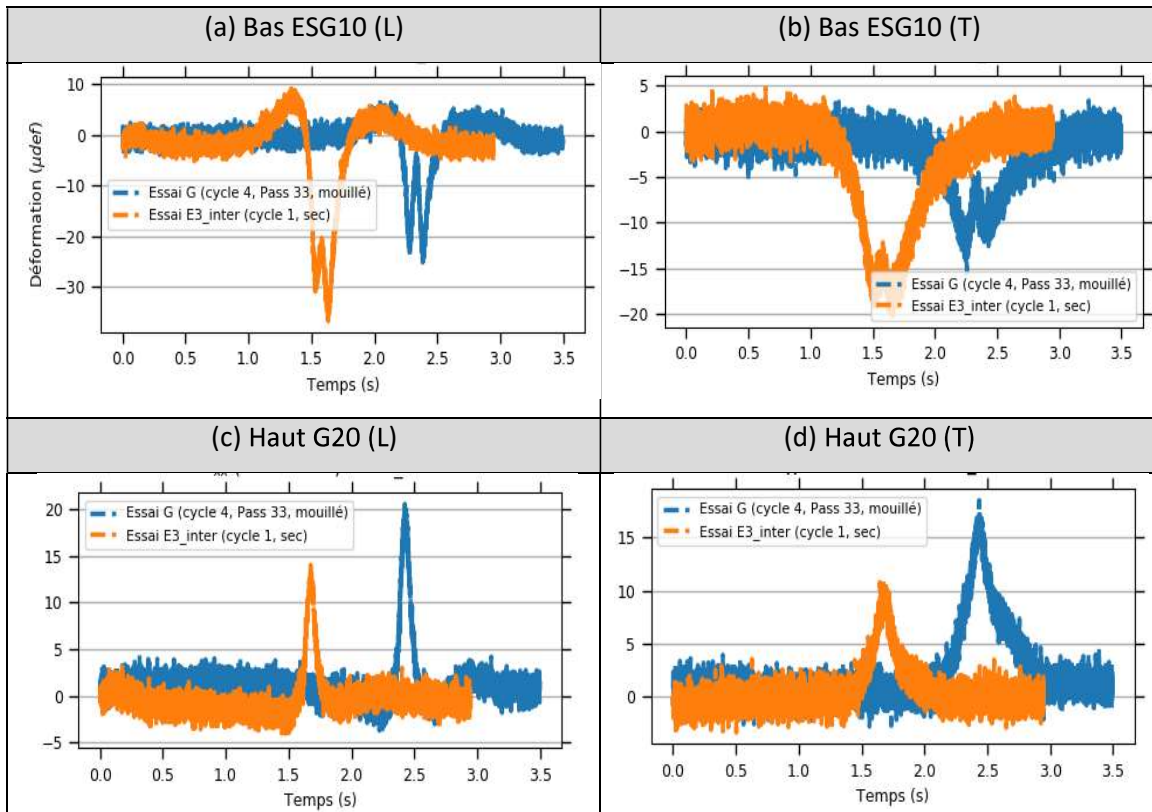 (a) Bas ESG10 (L)
(b) Bas ESG10 (T)
10
0
−10
−20
−30
Déformation (μdef)
Essai G (cycle 4, Pass 33, mouillé)
Essai E3_inter (cycle 1, sec)
0.0 0.5 1.0 1.5 2.0 2.5 3.0 3.5
Temps (s)
5
0
−5
−10
−15
−20
Essai G (cycle 4, Pass 33, mouillé)
Essai E3_inter (cycle 1, sec)
0.0 0.5 1.0 1.5 2.0 2.5 3.0 3.5
Temps (s)
(c) Haut G20 (L)
(d) Haut G20 (T)
20
15
10
5
0
−5
Essai G (cycle 4, Pass 33, mouillé)
Essai E3_inter (cycle 1, sec)
0.0 0.5 1.0 1.5 2.0 2.5 3.0 3.5
Temps (s)
15
10
5
0
Essai G (cycle 4, Pass 33, mouillé)
Essai E3_inter (cycle 1, sec)
0.0 0.5 1.0 1.5 2.0 2.5 3.0 3.5
Temps (s)